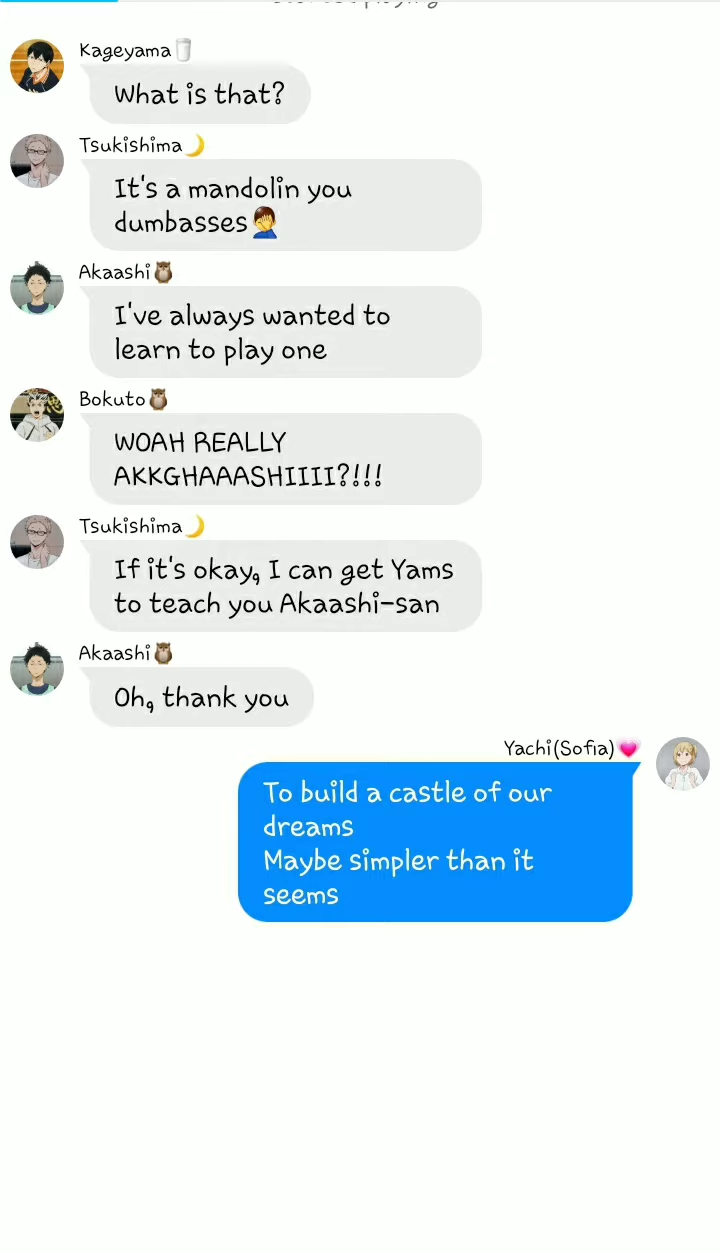 Kageyama🥛
What is that?
Tsukishima🌙
It's a mandolin you
dumbasses🤦‍♂️
Akaashi🦉
I've always wanted to
learn to play one
Bokuto🦉
WOAH REALLY
AKKGHAAASHIIII?!!!
Tsukishima🌙
If it's okay, I can get Yams
to teach you Akaashi-san
Akaashi🦉
Oh, thank you
Yachi(Sofia)💗
To build a castle of our
dreams
Maybe simpler than it
seems